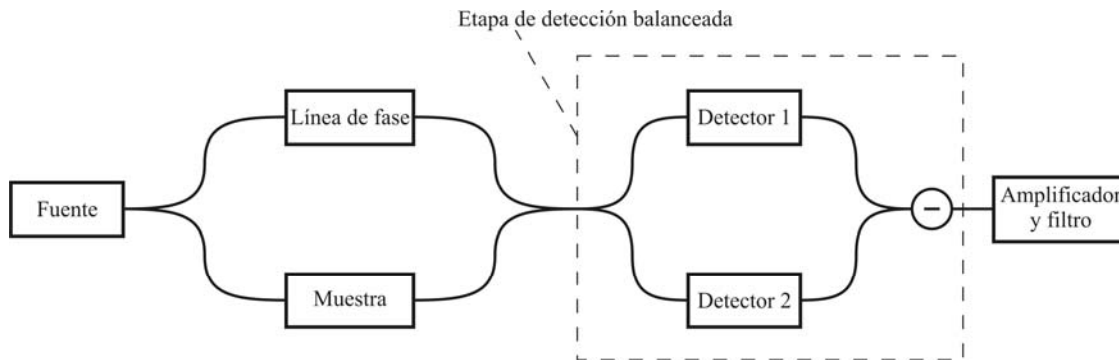 Etapa de detección balanceada
Línea de fase
Detector 1
Fuente
−
Amplificador
y filtro
Muestra
Detector 2